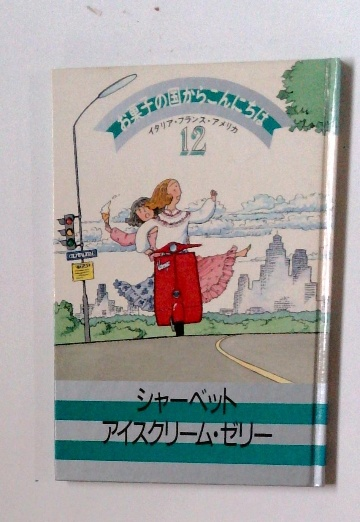 お菓子の国からこんにちは
イタリア・フランス・アメリカ
12
シャーベット
アイスクリーム・ゼリー